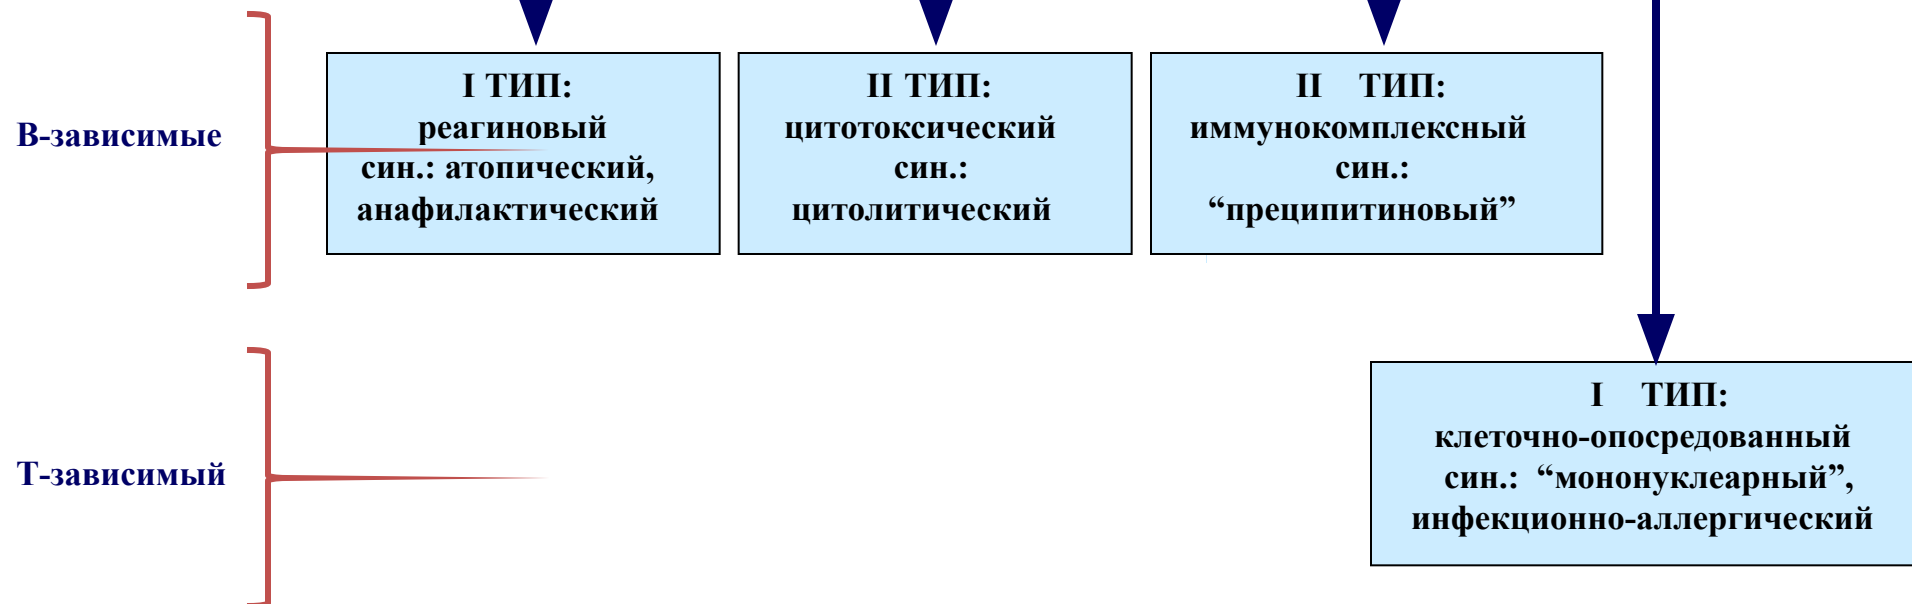 В-зависимые
I ТИП:
реагиновый
син.: атопический,
анафилактический
II ТИП:
цитотоксический
син.:
цитолитический
II ТИП:
иммунокомплексный
син.:
“преципитиновый”
Т-зависимый
I ТИП:
клеточно-опосредованный
син.: “мононуклеарный”,
инфекционно-аллергический